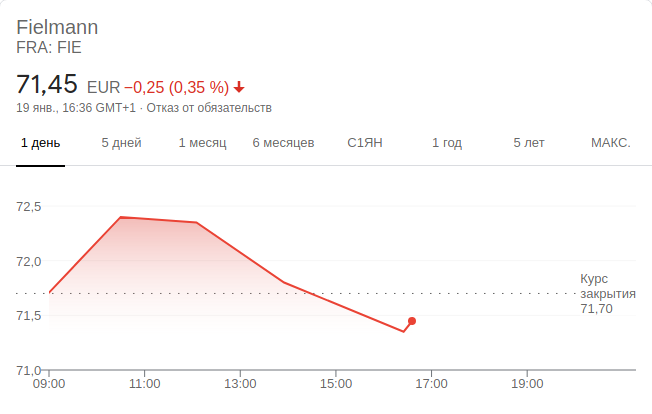 Fielmann
FRA: FIE
71,45 EUR −0,25 (0,35 %)
19 янв., 16:36 GMT+1 · Отказ от обязательств
1 день 5 дней 1 месяц 6 месяцев С1ЯН 1 год 5 лет МАКС.
72,5
72,0
Курс
закрытия
71,70
71,5
71,0
09:00 11:00 13:00 15:00 17:00 19:00